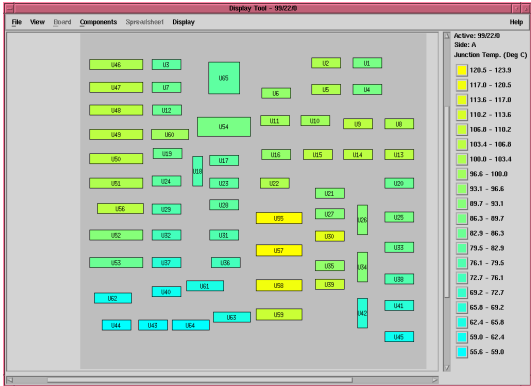 Display Tool - 99/22/0
File View Board Components Spreadsheet Display Help
Active: 99/22/0
Side: A
Junction Temp. (Deg C)
120.5 - 123.9
117.0 - 120.5
113.6 - 117.0
110.2 - 113.6
106.8 - 110.2
103.4 - 106.8
100.0 - 103.4
96.6 - 100.0
93.1 - 96.6
89.7 - 93.1
86.3 - 89.7
82.9 - 86.3
79.5 - 82.9
76.1 - 79.5
72.7 - 76.1
69.2 - 72.7
65.8 - 69.2
62.4 - 65.8
59.0 - 62.4
55.6 - 59.0
U46 U3 U65 U2 U1
U47 U7 U6 U5 U4
U48 U12 U54 U11 U10 U9 U8
U49 U60
U50 U19 U18 U17 U16 U15 U14 U13
U51 U24 U23 U22 U21 U20
U56 U29 U28 U55 U27 U26 U25
U52 U32 U31 U30
U57 U33
U53 U37 U36 U35 U34
U61 U58 U39 U38
U62 U40
U63 U59 U42 U41
U44 U43 U64
U45